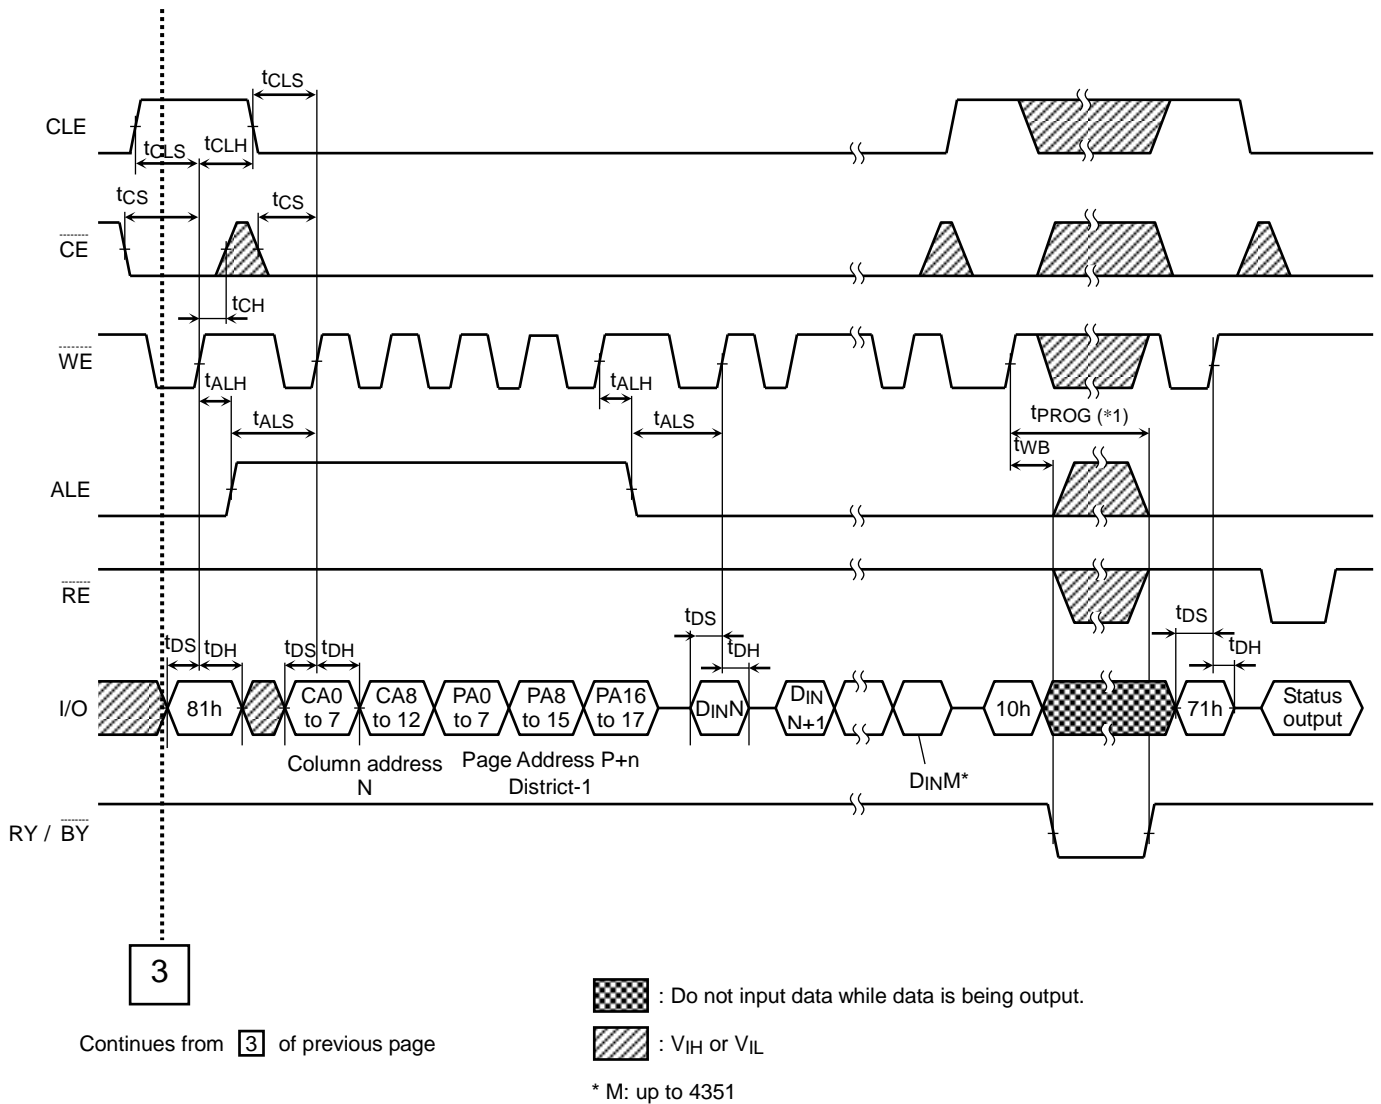 tCLS
CLE
tCLS
tCLH
tCS
tCS
CE
tCH
WE
tALH
tALH
tALS
tALS
tPROG (*1)
tWB
ALE
RE
tDS
tDH
tDS
tDH
tDS
tDH
tDS
tDH
I/O
81h
CA0 to 7
CA8 to 12
PA0 to 7
PA8 to 15
PA16 to 17
DINN
DIN N+1
10h
71h
Status output
Column address N
Page Address P+n District-1
DINM*
RY / BY
3
: Do not input data while data is being output.
Continues from 3 of previous page
: VIH or VIL
* M: up to 4351